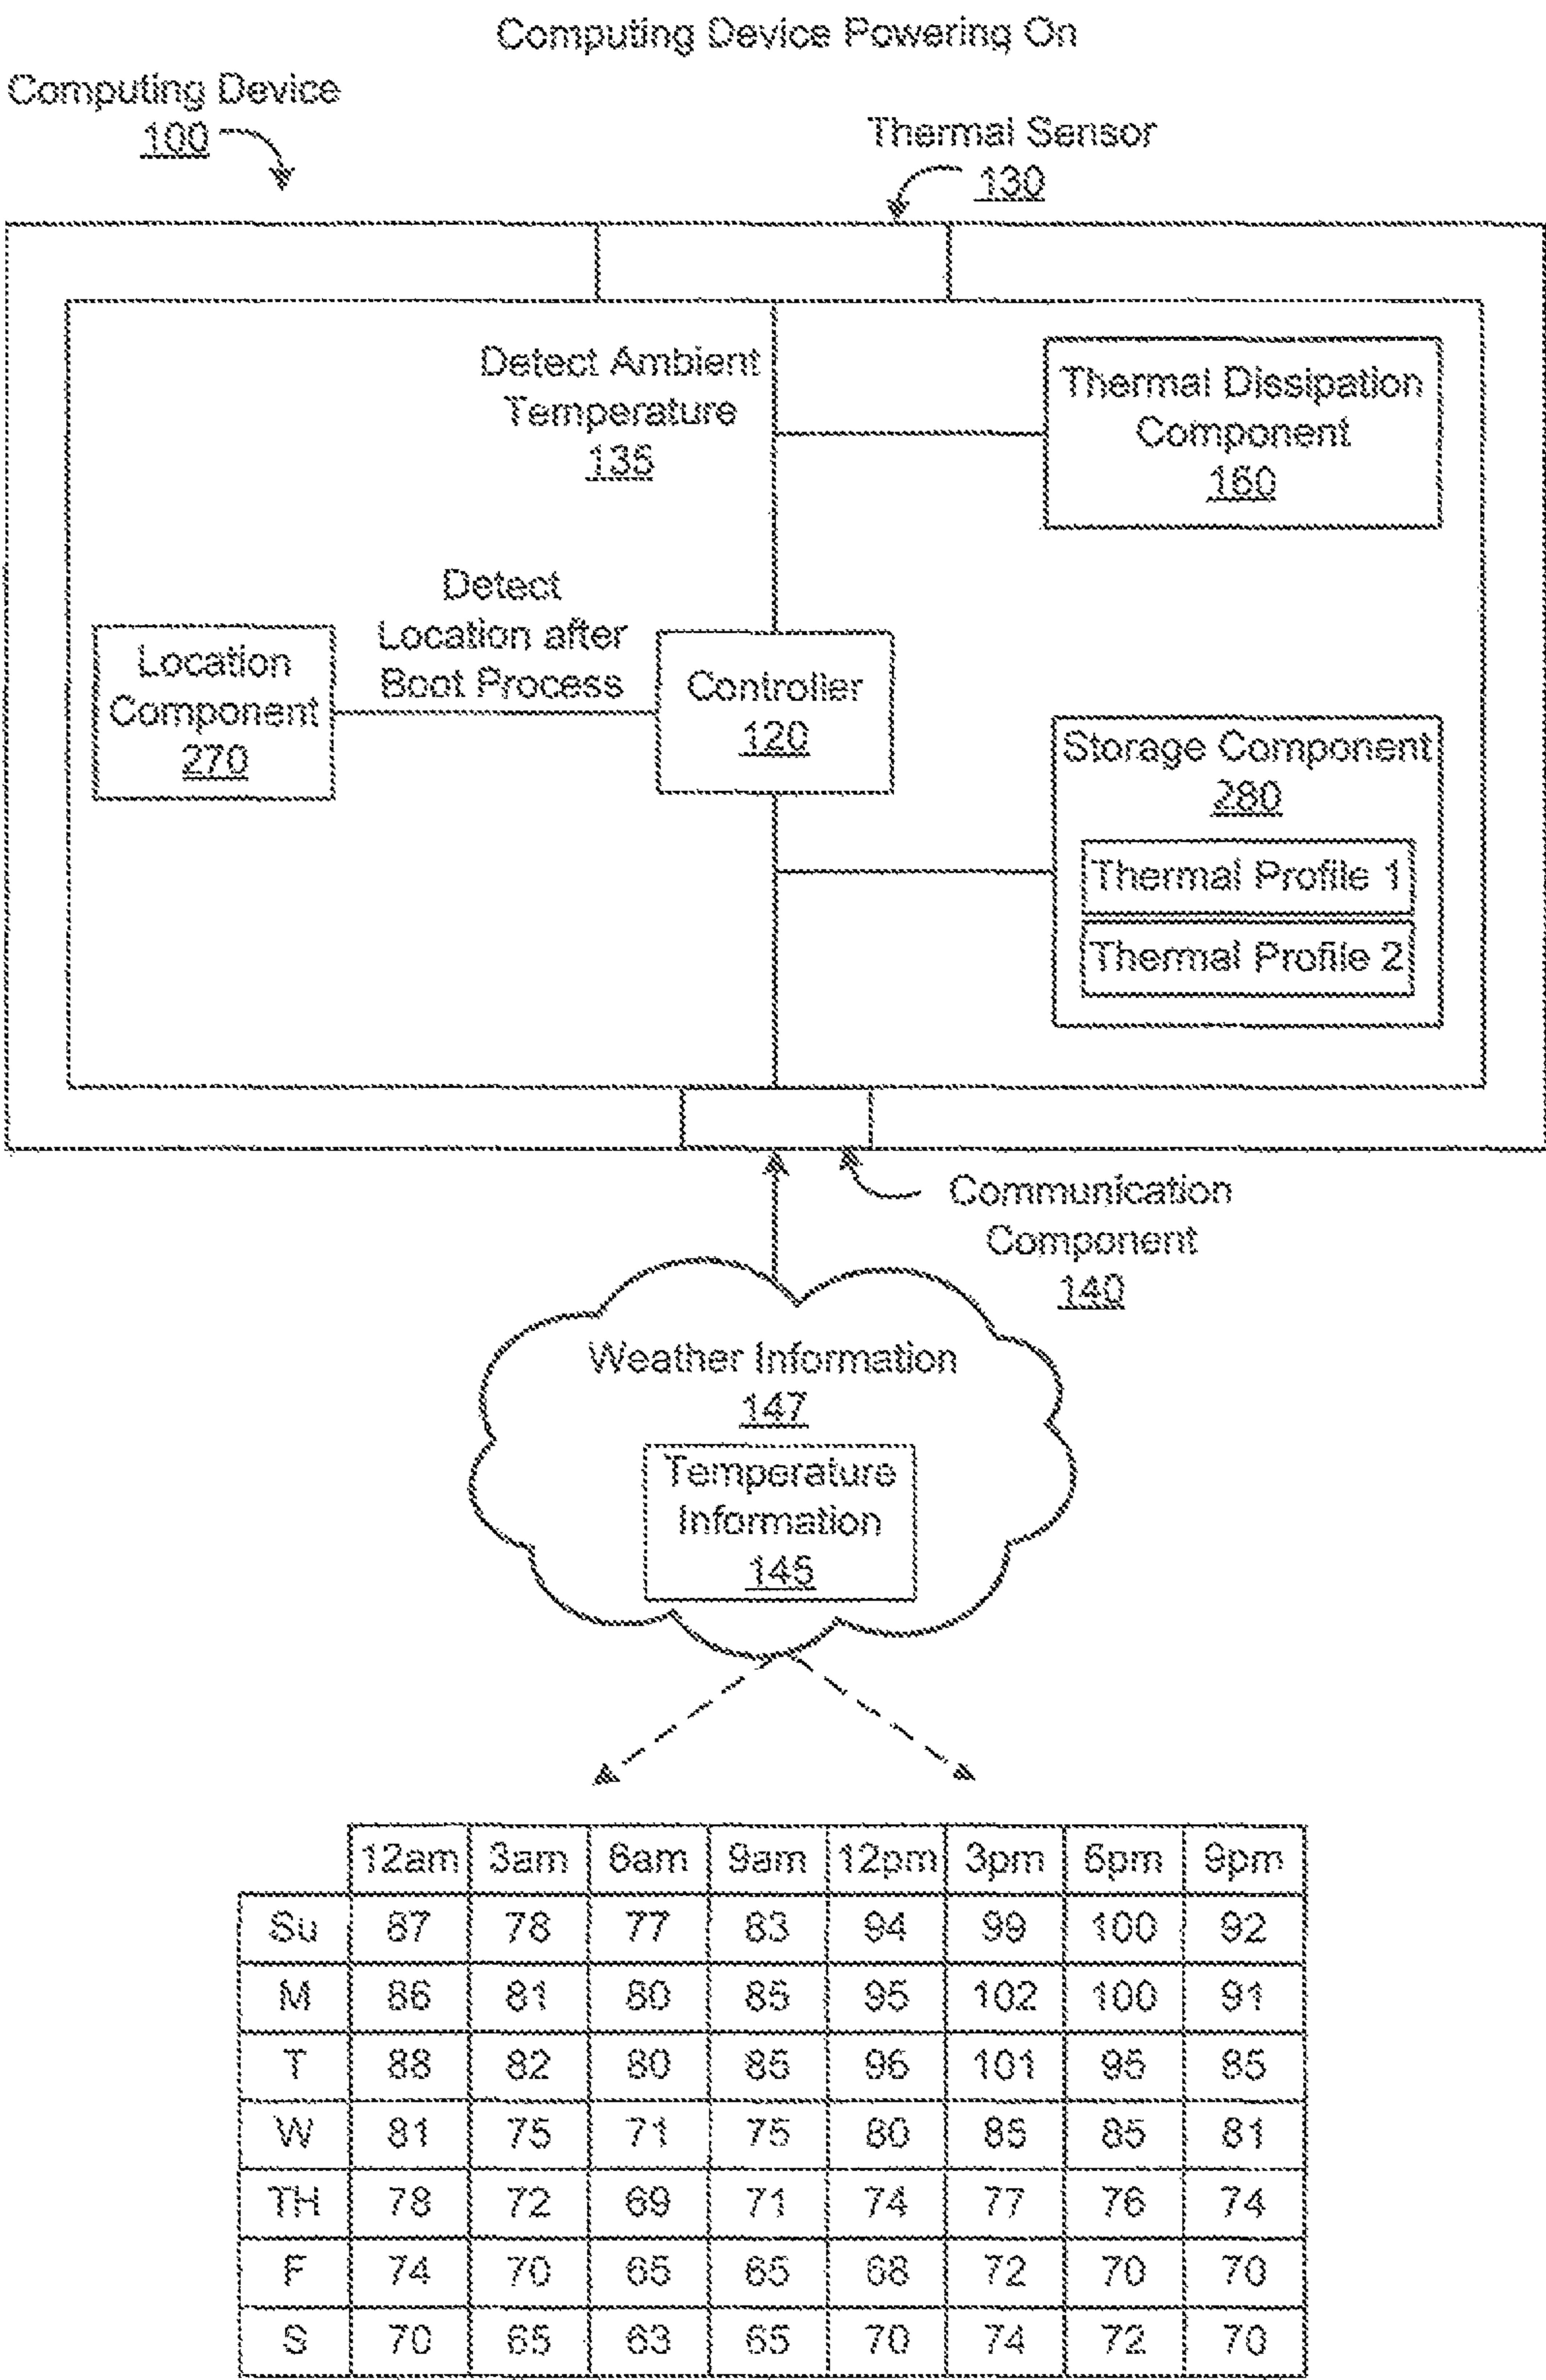 Computing Device Powering On
Computing Device
100
Thermal Sensor
130
Detect Ambient
Temperature
135
Thermal Dissipation
Component
160
Detect
Location after
Boot Process
Location
Component
270
Controller
120
Storage Component
280
Thermal Profile 1
Thermal Profile 2
Communication
Component
140
Weather Information
147
Temperature
Information
145
12am 3am 6am 9am 12pm 3pm 6pm 9pm
Su 87 78 77 83 94 99 100 92
M 86 81 80 85 95 102 100 91
T 88 82 80 86 96 101 95 85
W 81 75 71 75 80 85 85 81
TH 78 72 69 71 74 77 76 74
F 74 70 65 65 68 72 70 70
S 70 65 63 65 70 74 72 70